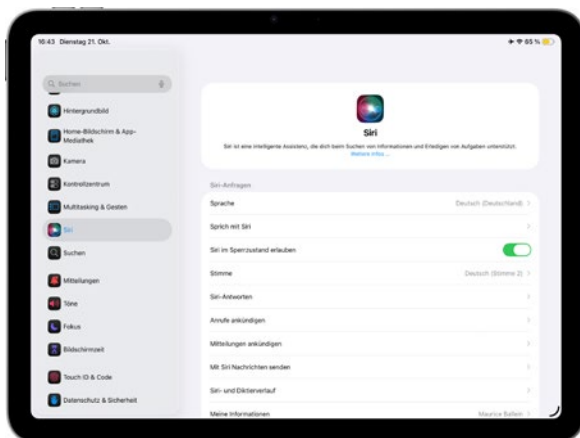 16:43 Dienstag 21. Okt.
65 %
Suchen
Hintergrundbild
Home-Bildschirm & App-
Mediathek
Kamera
Kontrollzentrum
Multitasking & Gesten
Siri
Suchen
Mitteilungen
Töne
Fokus
Bildschirmzeit
Touch ID & Code
Datenschutz & Sicherheit
Siri
Siri ist eine intelligente Assistenz, die dich beim Suchen von Informationen und Erledigen von Aufgaben unterstützt.
Weitere Infos ...
Siri-Anfragen
Sprache Deutsch (Deutschland)
Sprich mit Siri
Siri im Sperrzustand erlauben
Stimme Deutsch (Stimme 2)
Siri-Antworten
Anrufe ankündigen
Mitteilungen ankündigen
Mit Siri Nachrichten senden
Siri- und Diktierverlauf
Meine Informationen Maurice Ballein